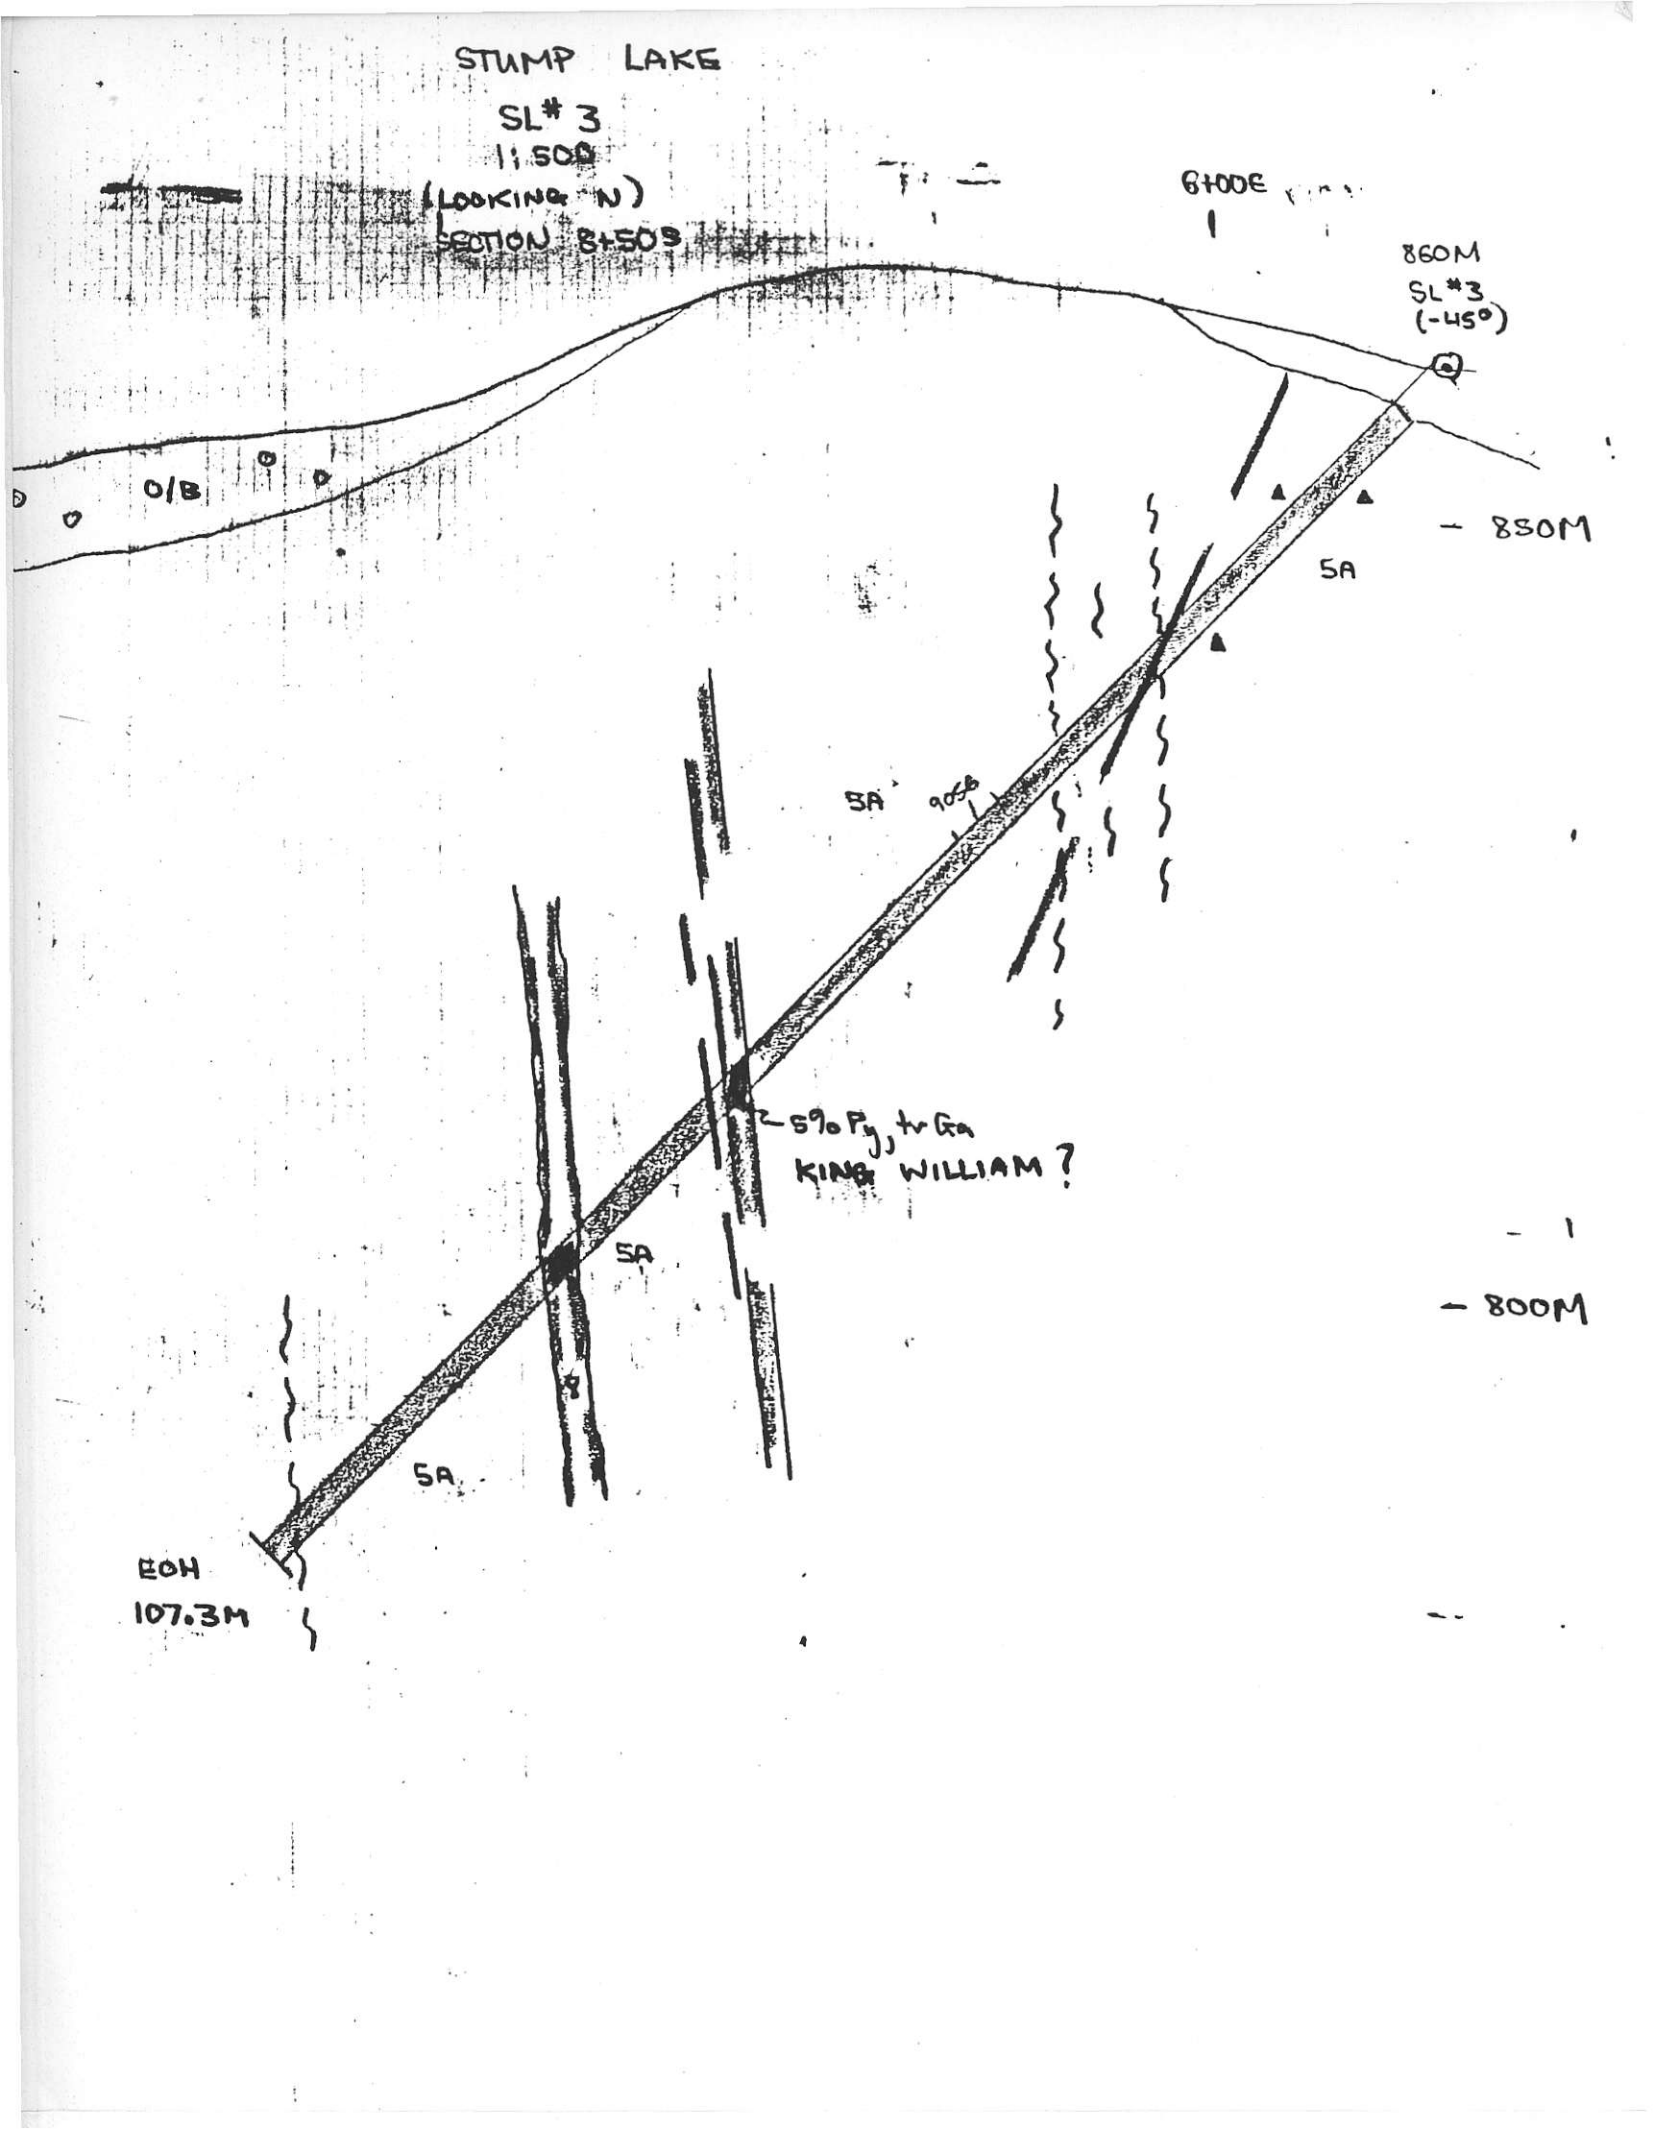 STUMP LAKE
SL# 3
1:500
(LOOKING N)
SECTION 8+50S
6+00E
860M
SL#3
(-45°)
O/B
- 850M
5A
5A
5% Py, tr Ga
KING WILLIAM?
5A
- 800M
5A
EOH
107.3M